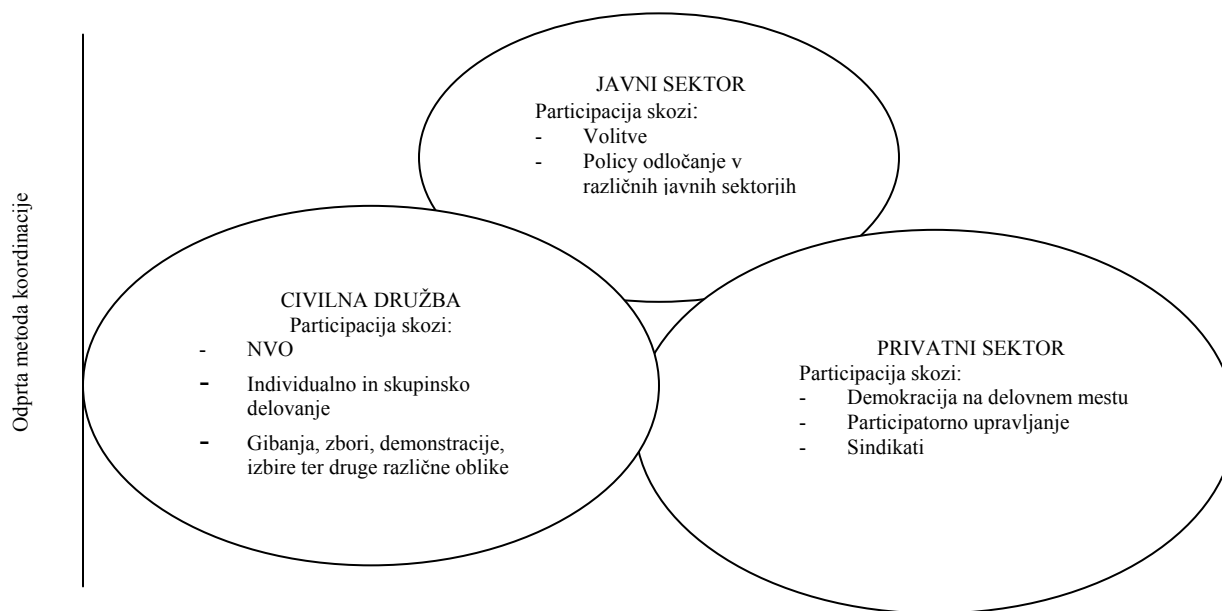 Odprta metoda koordinacije
JAVNI SEKTOR
Participacija skozi:
- Volitve
- Policy odločanje v
različnih javnih sektorjih
CIVILNA DRUŽBA
Participacija skozi:
- NVO
- Individualno in skupinsko
delovanje
- Gibanja, zbori, demonstracije,
izbire ter druge različne oblike
PRIVATNI SEKTOR
Participacija skozi:
- Demokracija na delovnem mestu
- Participatorno upravljanje
- Sindikati